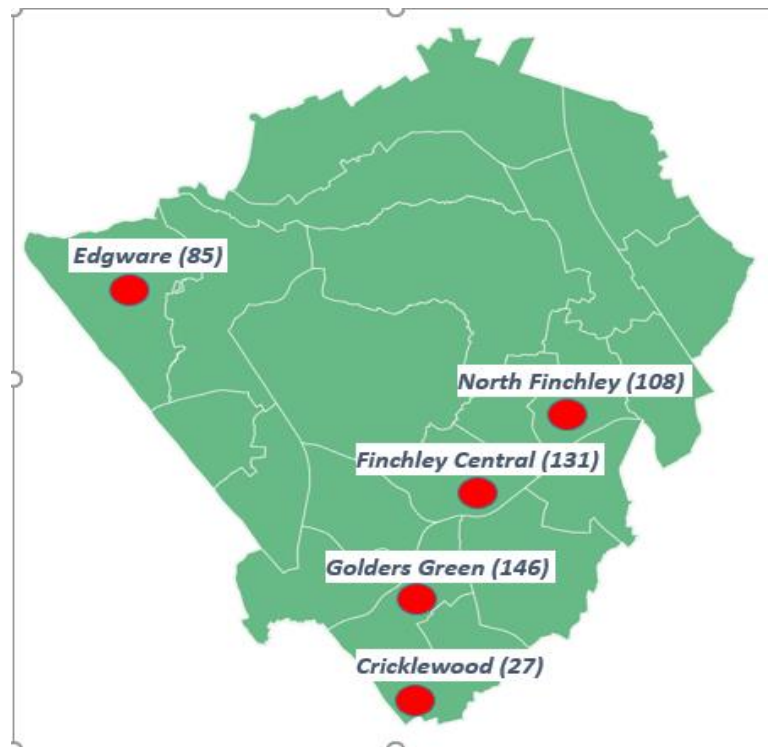 Edgware (85)
North Finchley (108)
Finchley Central (131)
Golders Green (146)
Cricklewood (27)